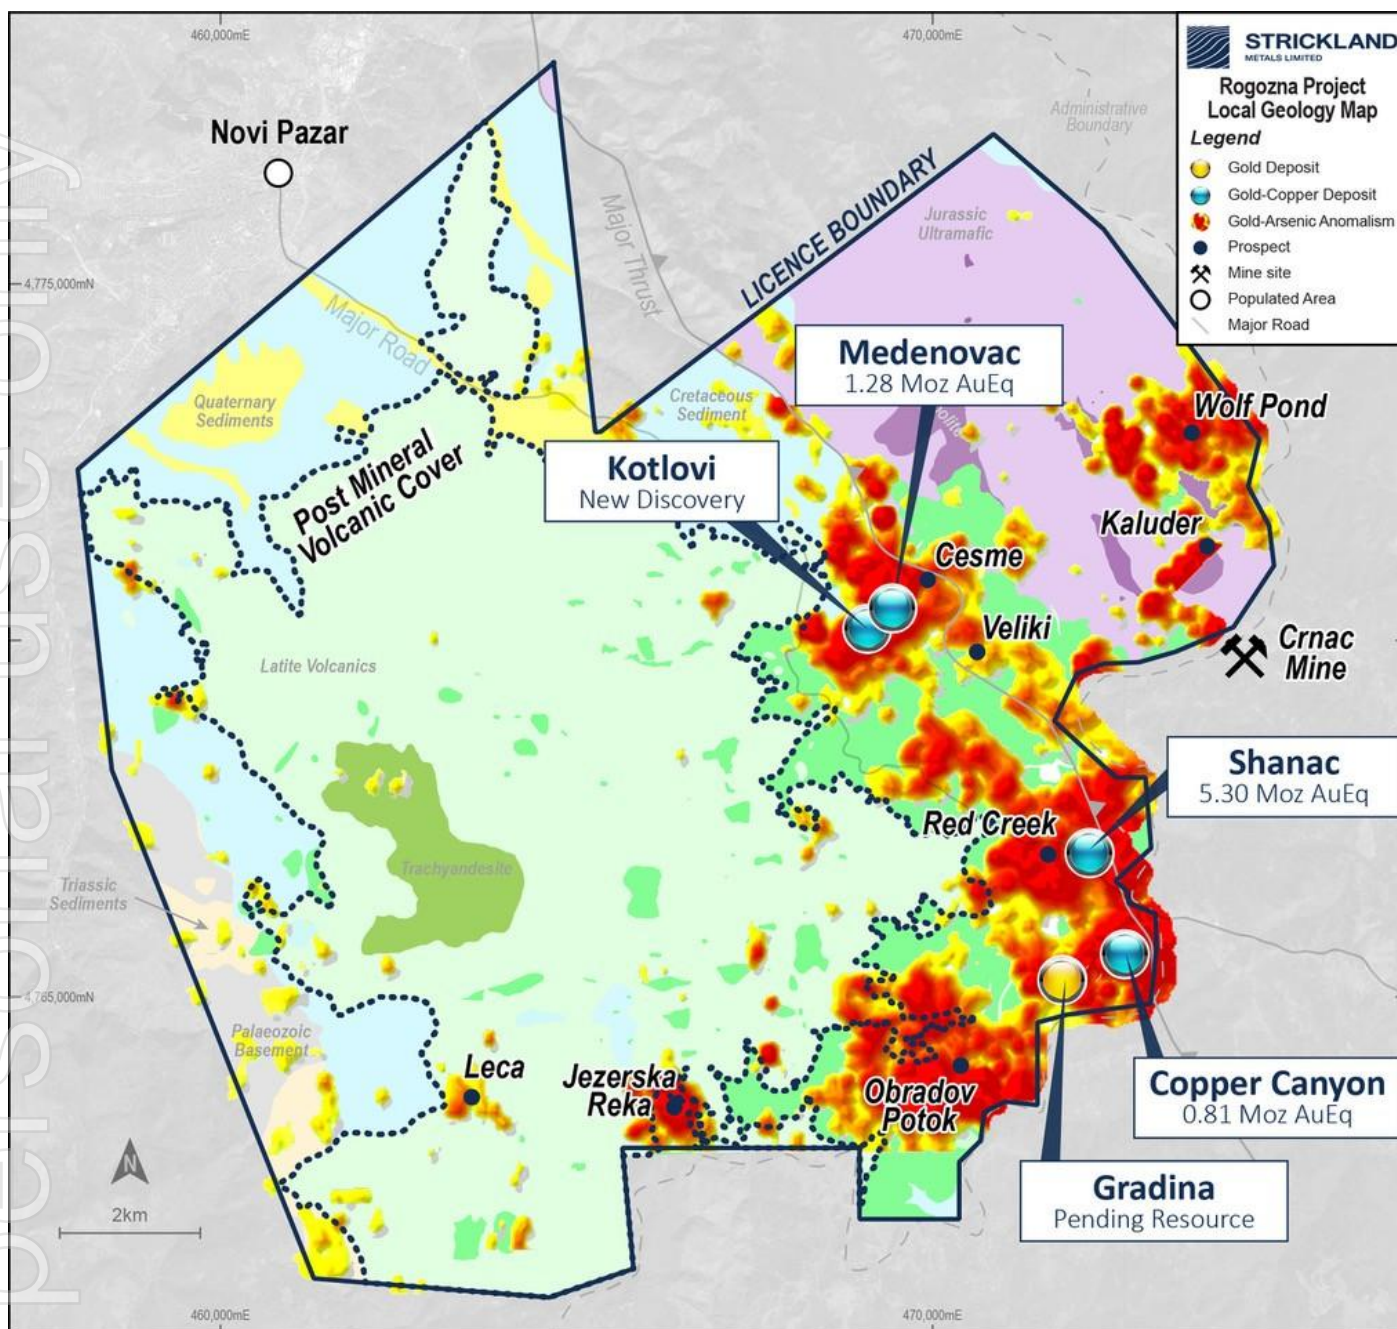 460,000mE
470,000mE
STRICKLAND
METALS LIMITED
Rogozna Project
Local Geology Map
Legend
Gold Deposit
Gold-Copper Deposit
Gold-Arsenic Anomalism
Prospect
Mine site
Populated Area
Major Road
Administrative
Boundary
Novi Pazar
Major Thrust
LICENCE BOUNDARY
Jurassic
Ultramafic
4,775,000mN
Major Road
Medenovac
1.28 Moz AuEq
Quaternary
Sediments
Cretaceous
Sediment
Wolf Pond
Post Mineral
Volcanic Cover
Kotlovi
New Discovery
Kaluder
Cesme
Veliki
Crnac
Mine
Latite Volcanics
Shanac
5.30 Moz AuEq
Red Creek
Trachyandesite
Triassic
Sediments
4,785,000mN
Palaeozoic
Basement
Leca
Jezerska
Reka
Obradov
Potok
Copper Canyon
0.81 Moz AuEq
Gradina
Pending Resource
N
2km
460,000mE
470,000mE
personal use only